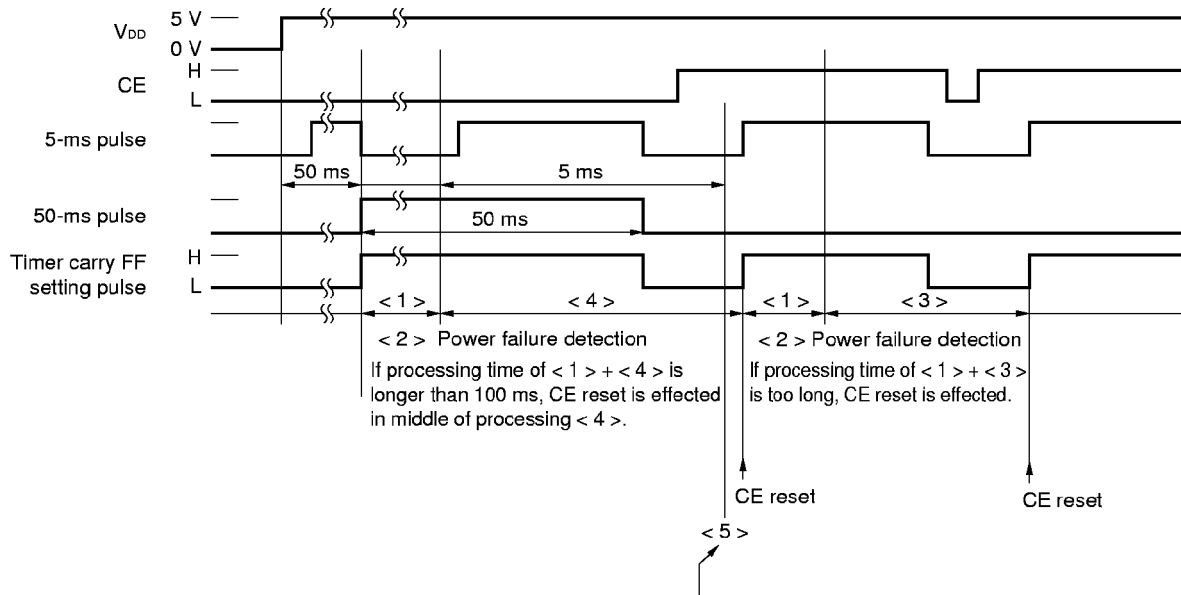 5 V
VDD
0 V
H
CE
L
5-ms pulse
50 ms
5 ms
50-ms pulse
50 ms
Timer carry FF
setting pulse
H
L
< 1 >
< 4 >
< 1 >
< 3 >
< 2 > Power failure detection
If processing time of < 1 > + < 4 > is
longer than 100 ms, CE reset is effected
in middle of processing < 4 >.
< 2 > Power failure detection
If processing time of < 1 > + < 3 >
is too long, CE reset is effected.
CE reset
CE reset
< 5 >